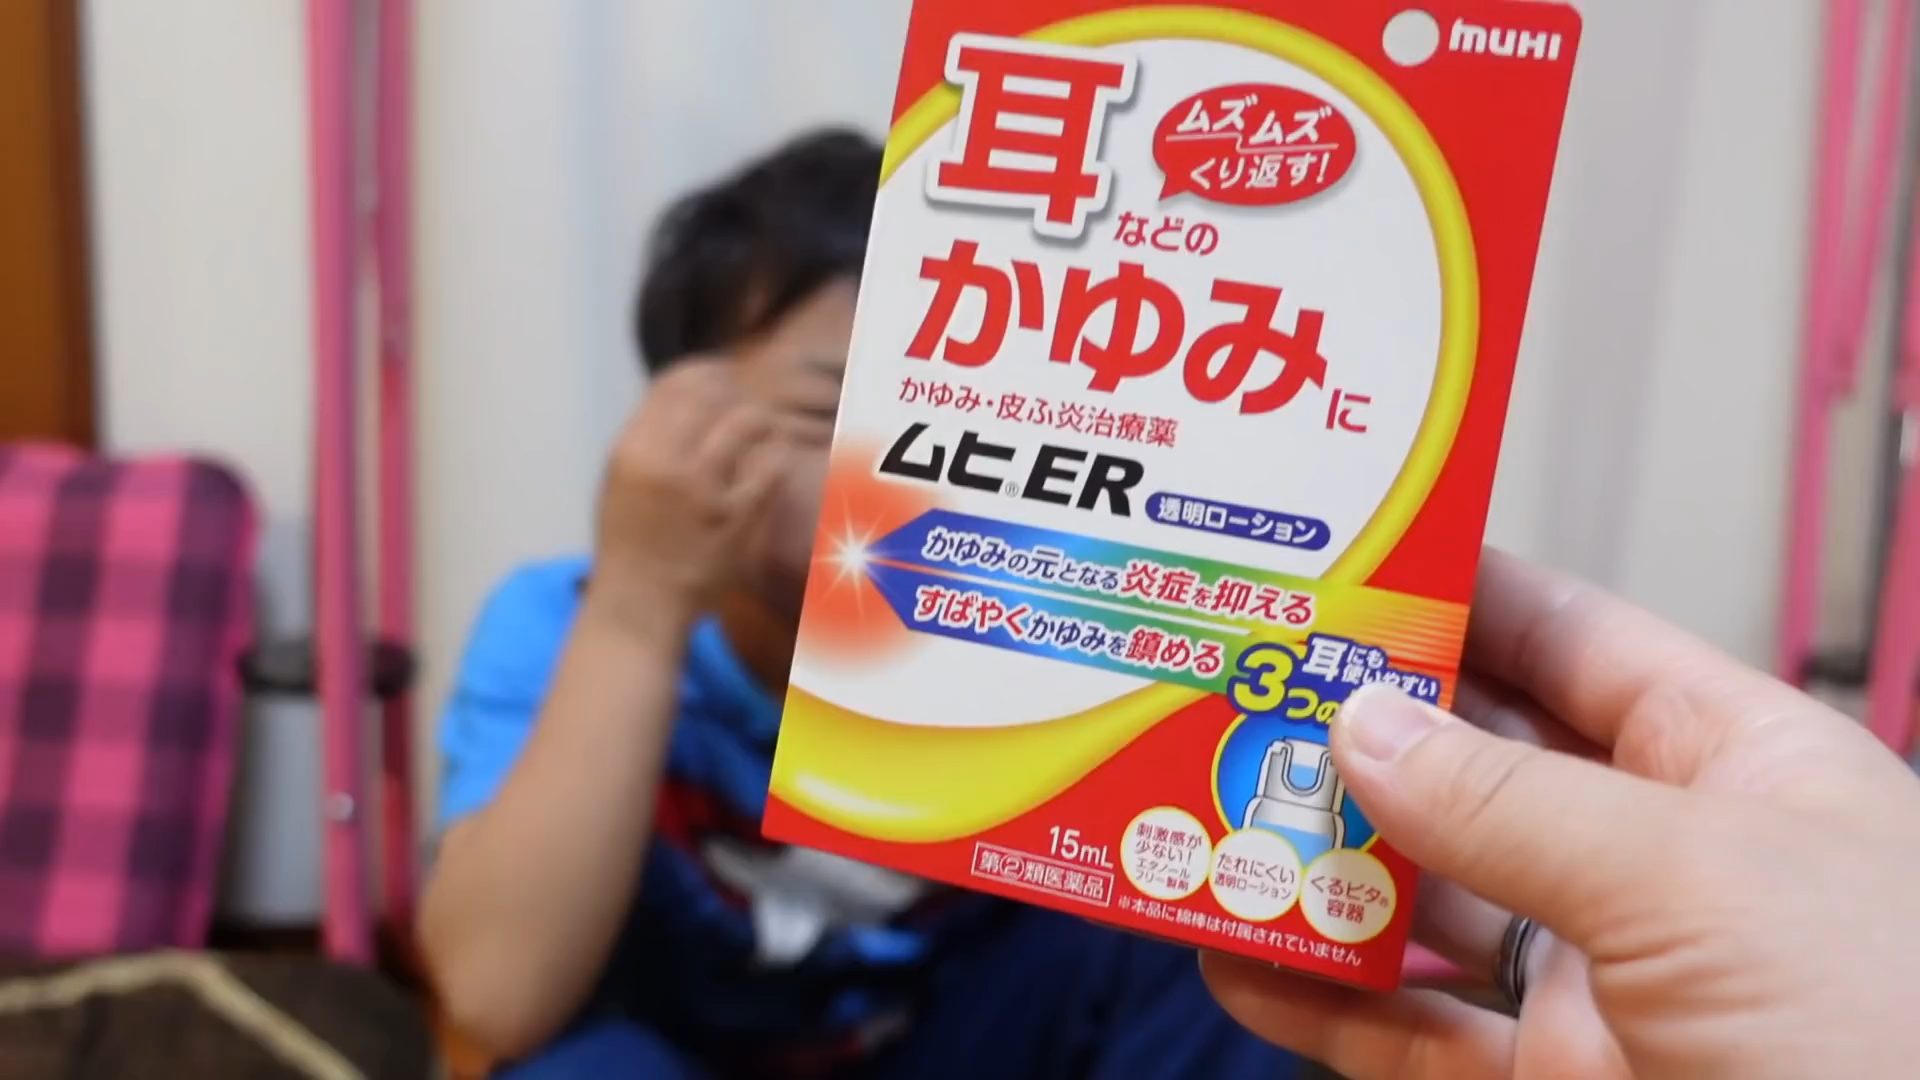 muHI
耳
ムズムズ
くり返す!
などの
かゆみに
かゆみ・皮ふ炎治療薬
ムヒ®ER
透明ローション
かゆみの元となる炎症を抑える
すばやくかゆみを鎮める
耳にも
使いやすい
3つの
15mL
第②類医薬品
刺激感が
少ない!
エタノール
フリー製剤
たれにくい
透明ローション
くるピタ®
容器
※本品に綿棒は付属されていません